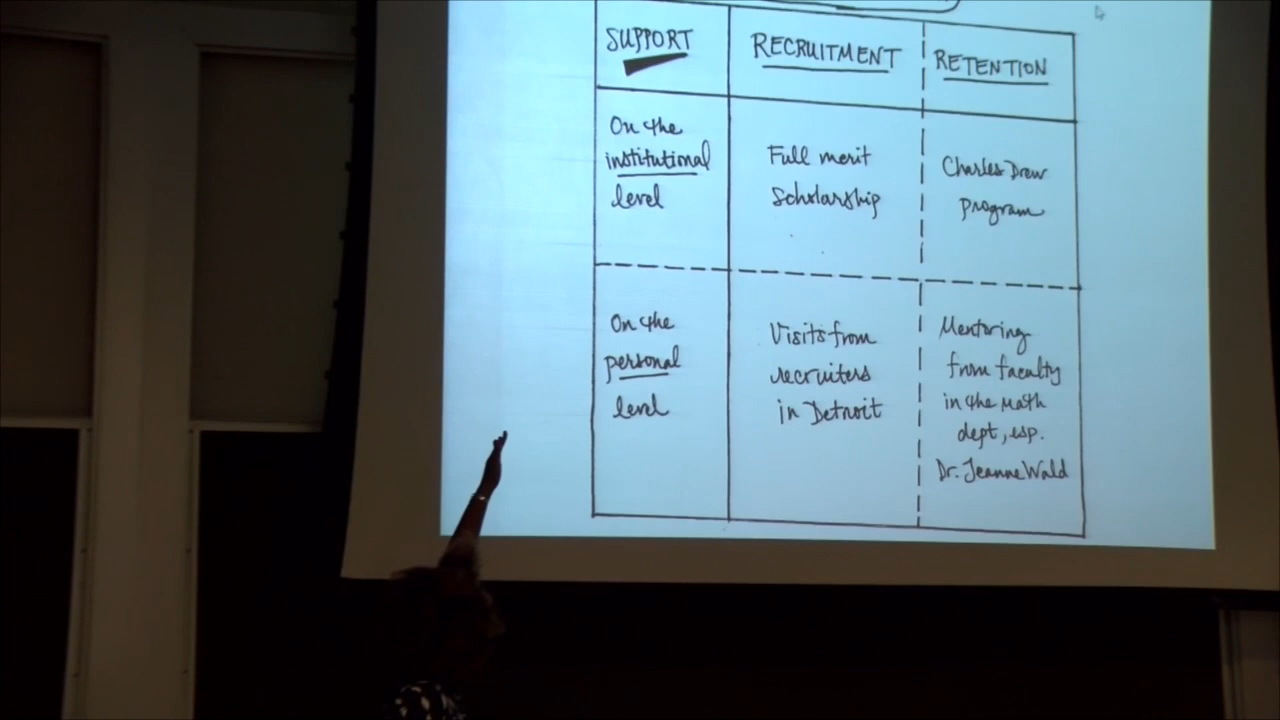 SUPPORT
RECRUITMENT
RETENTION
On the
institutional
level
Full merit
Scholarship
Charles Drew
program
On the
personal
level
Visits from
recruiters
in Detroit
Mentoring
from faculty
in the math
dept, esp.
Dr. Jeanne Wald